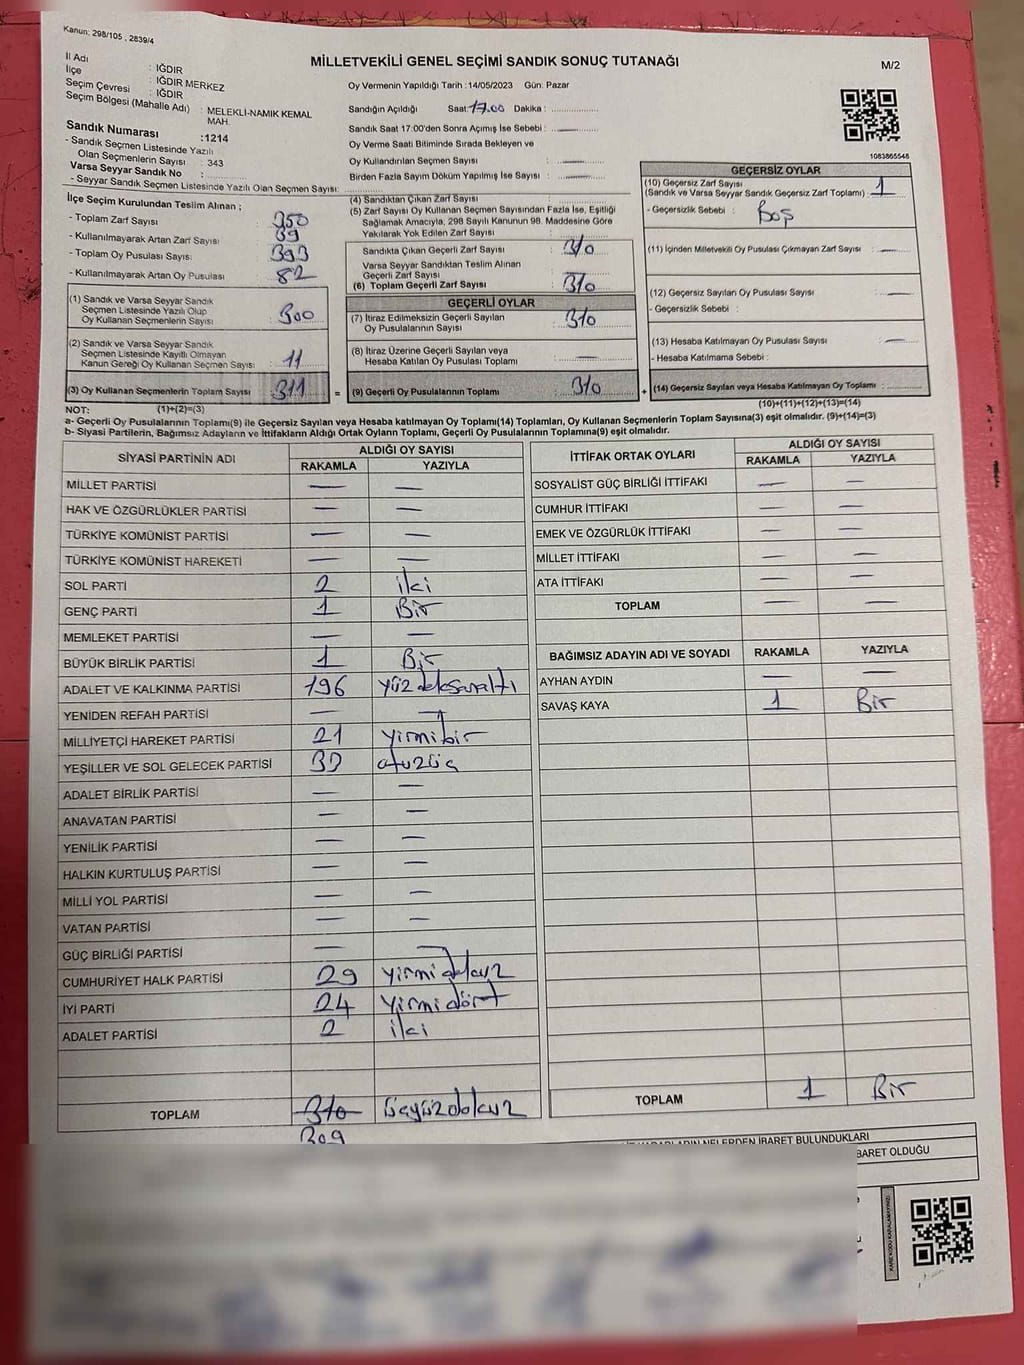 Kanun: 298/105 , 2839/4
MİLLETVEKİLİ GENEL SEÇİMİ SANDIK SONUÇ TUTANAĞI
M/2
İl Adı : IĞDIR
İlçe : IĞDIR MERKEZ
Seçim Çevresi : IĞDIR
Seçim Bölgesi (Mahalle Adı) : MELEKLİ-NAMIK KEMAL
MAH.
Sandık Numarası :1214
- Sandık Seçmen Listesinde Yazılı
Olan Seçmenlerin Sayısı : 343
Varsa Seyyar Sandık No :
- Seyyar Sandık Seçmen Listesinde Yazılı Olan Seçmen Sayısı:
Oy Vermenin Yapıldığı Tarih :14/05/2023 Gün: Pazar
Sandığın Açıldığı Saat: 17.00 Dakika :
Sandık Saat 17:00'den Sonra Açımış İse Sebebi : —
Oy Verme Saati Bitiminde Sırada Bekleyen ve
Oy Kullandırılan Seçmen Sayısı : —
Birden Fazla Sayım Döküm Yapılmış İse Sayısı : —
1083865548
İlçe Seçim Kurulundan Teslim Alınan ;
- Toplam Zarf Sayısı : 350
- Kullanılmayarak Artan Zarf Sayısı : 39
- Toplam Oy Pusulası Sayısı: 393
- Kullanılmayarak Artan Oy Pusulası : 82
(1) Sandık ve Varsa Seyyar Sandık
Seçmen Listesinde Yazılı Olup
Oy Kullanan Seçmenlerin Sayısı : 300
(2) Sandık ve Varsa Seyyar Sandık
Seçmen Listesinde Kayıtlı Olmayan
Kanun Gereği Oy Kullanan Seçmen Sayısı : 11
(3) Oy Kullanan Seçmenlerin Toplam Sayısı : 311 =
(4) Sandıktan Çıkan Zarf Sayısı :
(5) Zarf Sayısı Oy Kullanan Seçmen Sayısından Fazla İse, Eşitliği
Sağlamak Amacıyla, 298 Sayılı Kanunun 98. Maddesine Göre
Yakılarak Yok Edilen Zarf Sayısı :
Sandıkta Çıkan Geçerli Zarf Sayısı : 310
Varsa Seyyar Sandıktan Teslim Alınan
Geçerli Zarf Sayısı : —
(6) Toplam Geçerli Zarf Sayısı : 310
GEÇERLİ OYLAR
(7) İtiraz Edilmeksizin Geçerli Sayılan
Oy Pusulalarının Sayısı : 310
(8) İtiraz Üzerine Geçerli Sayılan veya
Hesaba Katılan Oy Pusulası Toplamı : —
(9) Geçerli Oy Pusulalarının Toplamı : 310 +
GEÇERSİZ OYLAR
(10) Geçersiz Zarf Sayısı
(Sandık ve Varsa Seyyar Sandık Geçersiz Zarf Toplamı) : 1
- Geçersizlik Sebebi : Boş
(11) İçinden Milletvekili Oy Pusulası Çıkmayan Zarf Sayısı : —
(12) Geçersiz Sayılan Oy Pusulası Sayısı : —
- Geçersizlik Sebebi :
(13) Hesaba Katılmayan Oy Pusulası Sayısı : —
- Hesaba Katılmama Sebebi :
(14) Geçersiz Sayılan veya Hesaba Katılmayan Oy Toplamı :
(10)+(11)+(12)+(13)=(14)
NOT: (1)+(2)=(3)
a- Geçerli Oy Pusulasının Toplamı(9) ile Geçersiz Sayılan veya Hesaba katılmayan Oy Toplamı(14) Toplamları, Oy Kullanan Seçmenlerin Toplam Sayısına(3) eşit olmalıdır. (9)+(14)=(3)
b- Siyasi Partilerin, Bağımsız Adayların ve İttifakların Aldığı Ortak Oyların Toplamı, Geçerli Oy Pusulalarının Toplamına(9) eşit olmalıdır.
SİYASİ PARTİNİN ADI ALDIĞI OY SAYISI
RAKAMLA YAZIYLA
MİLLET PARTİSİ — —
HAK VE ÖZGÜRLÜKLER PARTİSİ — —
TÜRKİYE KOMÜNİST PARTİSİ — —
TÜRKİYE KOMÜNİST HAREKETİ — —
SOL PARTİ 2 iki
GENÇ PARTİ 1 Bir
MEMLEKET PARTİSİ — —
BÜYÜK BİRLİK PARTİSİ 1 Bir
ADALET VE KALKINMA PARTİSİ 196 yüzdoksanaltı
YENİDEN REFAH PARTİSİ — —
MİLLİYETÇİ HAREKET PARTİSİ 21 yirmibir
YEŞİLLER VE SOL GELECEK PARTİSİ 33 otuzüç
ADALET BİRLİK PARTİSİ — —
ANAVATAN PARTİSİ — —
YENİLİK PARTİSİ — —
HALKIN KURTULUŞ PARTİSİ — —
MİLLİ YOL PARTİSİ — —
VATAN PARTİSİ — —
GÜÇ BİRLİĞİ PARTİSİ — —
CUMHURİYET HALK PARTİSİ 29 yirmidokuz
İYİ PARTİ 24 yirmidört
ADALET PARTİSİ 2 iki
TOPLAM 310 üçyüzdokuz
309
İTTİFAK ORTAK OYLARI ALDIĞI OY SAYISI
RAKAMLA YAZIYLA
SOSYALİST GÜÇ BİRLİĞİ İTTİFAKI — —
CUMHUR İTTİFAKI — —
EMEK VE ÖZGÜRLÜK İTTİFAKI — —
MİLLET İTTİFAKI — —
ATA İTTİFAKI — —
TOPLAM — —
BAĞIMSIZ ADAYIN ADI VE SOYADI RAKAMLA YAZIYLA
AYHAN AYDIN — —
SAVAŞ KAYA 1 Bir
TOPLAM 1 Bir
NELERDEN İBARET BULUNDUKLARI
BARET OLDUĞU